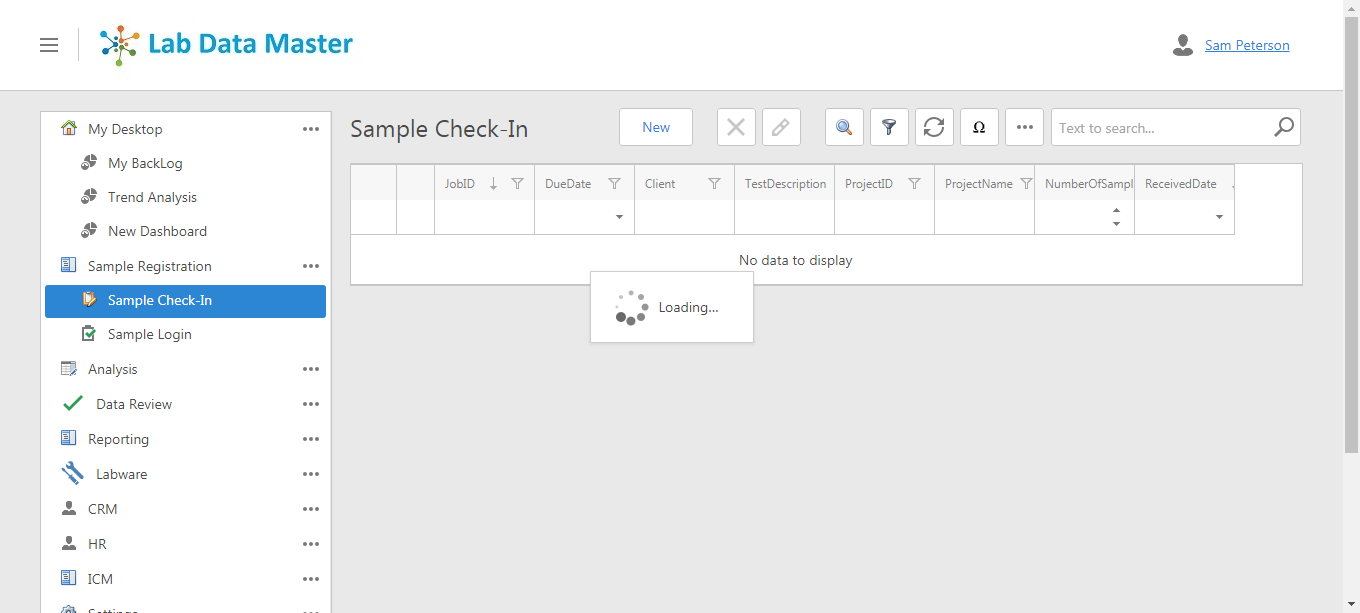 Lab Data Master
Sam Peterson
My Desktop
My BackLog
Trend Analysis
New Dashboard
Sample Registration
Sample Check-In
Sample Login
Analysis
Data Review
Reporting
Labware
CRM
HR
ICM
Settings
Sample Check-In
New
Ω
Text to search...
JobID DueDate Client TestDescription ProjectID ProjectName NumberOfSampl ReceivedDate
No data to display
Loading...